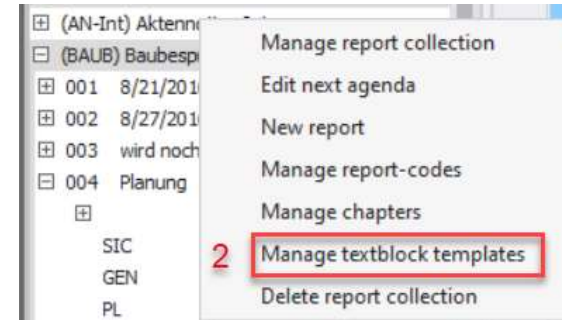 (AN-Int)
(BAUB)
001 8/21/201
002 8/27/201
003 wird noch
004 Planung
SIC
GEN
PL
Manage report collection
Edit next agenda
New report
Manage report-codes
Manage chapters
2 Manage textblock templates
Delete report collection